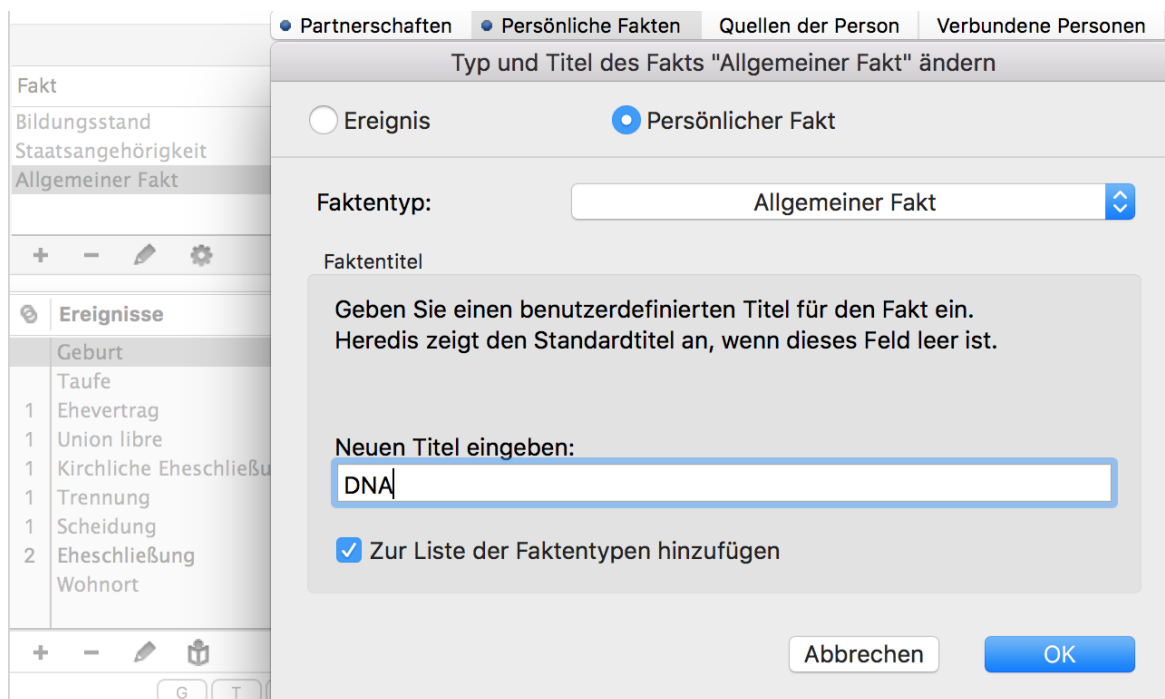 Partnerschaften
Persönliche Fakten
Quellen der Person
Verbundene Personen
Typ und Titel des Fakts "Allgemeiner Fakt" ändern
Fakt
Bildungsstand
Staatsangehörigkeit
Allgemeiner Fakt
Ereignisse
Geburt
Taufe
1 Ehevertrag
1 Union libre
1 Kirchliche Eheschließu
1 Trennung
1 Scheidung
2 Eheschließung
Wohnort
G
T
Ereignis
Persönlicher Fakt
Faktentyp:
Allgemeiner Fakt
Faktentitel
Geben Sie einen benutzerdefinierten Titel für den Fakt ein.
Heredis zeigt den Standardtitel an, wenn dieses Feld leer ist.
Neuen Titel eingeben:
DNA
Zur Liste der Faktentypen hinzufügen
Abbrechen
OK